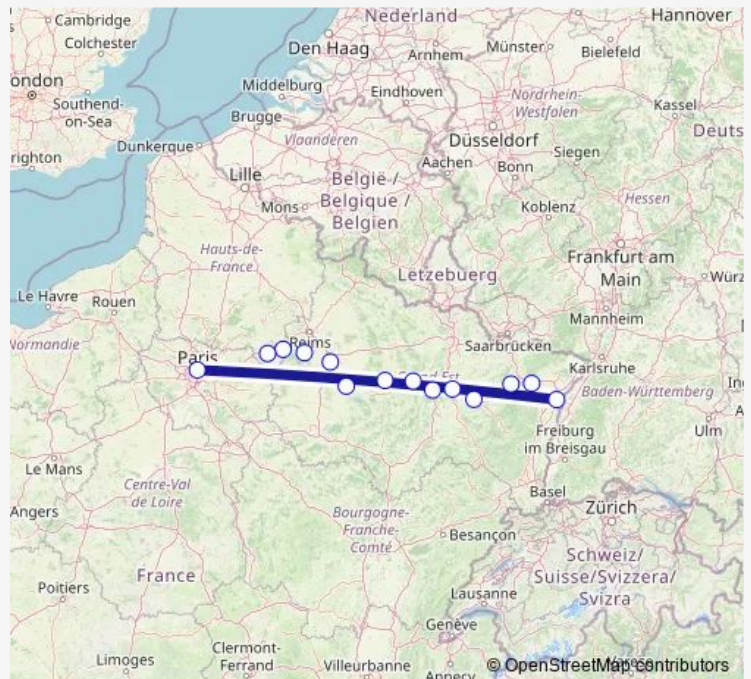 Cambridge
Nederland
Hannover
Colchester
Den Haag
Arnhem
Münster
Bielefeld
ondon
Middelburg
Eindhoven
Nordrhein-
Westfalen
Kassel
Southend-
on-Sea
Brugge
Vlaanderen
Düsseldorf
Deuts
righton
Dunkerque
Lille
België /
Belgique /
Belgien
Aachen
Bonn
Siegen
Mons
Koblenz
Hessen
Hauts-de-
France
Letzebuerg
Frankfurt am
Main
Würz
Le Havre
Rouen
Mannheim
Normandie
Reims
Saarbrücken
Paris
Karlsruhe
Baden-Württemberg
Freiburg
im Breisgau
Ulm
Le Mans
Centre-Val
de Loire
Basel
Zürich
Angers
Bourgogne-
Franche-
Comté
Besançon
France
Schweiz/
Suisse/Svizzera/
Svizra
Poitiers
Lausanne
Genève
Limoges
Clermont-
Ferrand
Villeurbanne
Annecy
© OpenStreetMap contributors